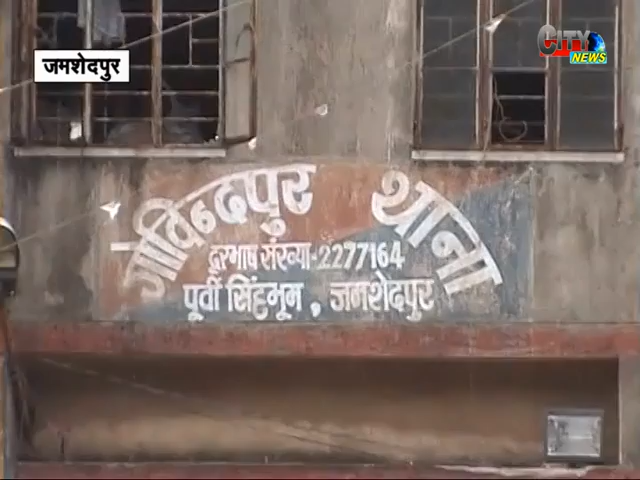 जमशेदपुर
CITY
NEWS
गोविन्दपुर थाना
दूरभाष संख्या-2277164
पूर्वी सिंहभूम, जमशेदपुर